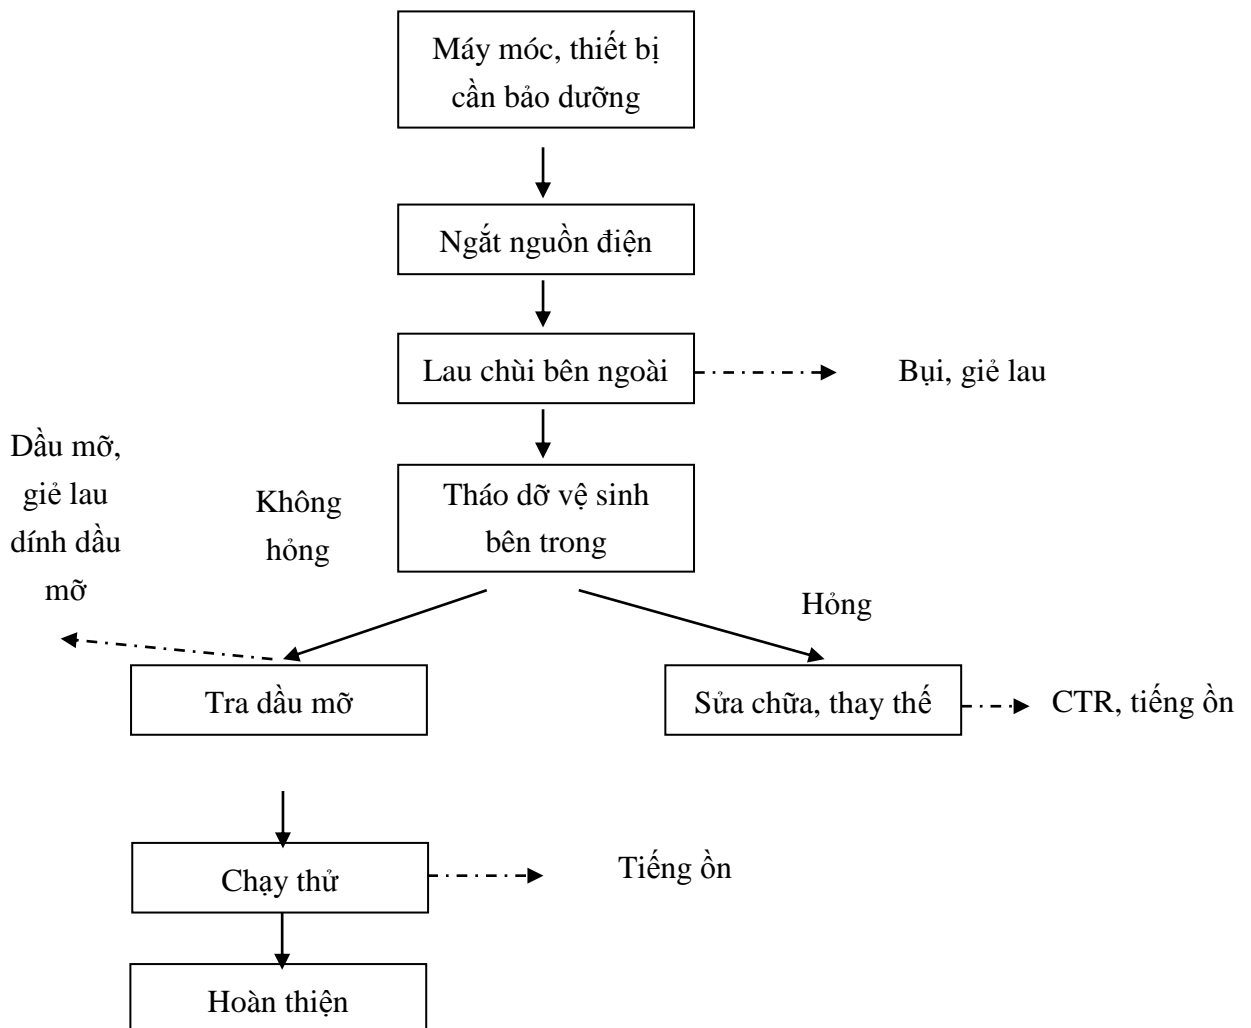 Máy móc, thiết bị
cần bảo dưỡng
Ngắt nguồn điện
Lau chùi bên ngoài
Bụi, giẻ lau
Dầu mỡ,
giẻ lau
dính dầu
mỡ
Không
hỏng
Tháo dỡ vệ sinh
bên trong
Hỏng
Tra dầu mỡ
Sửa chữa, thay thế
CTR, tiếng ồn
Chạy thử
Tiếng ồn
Hoàn thiện